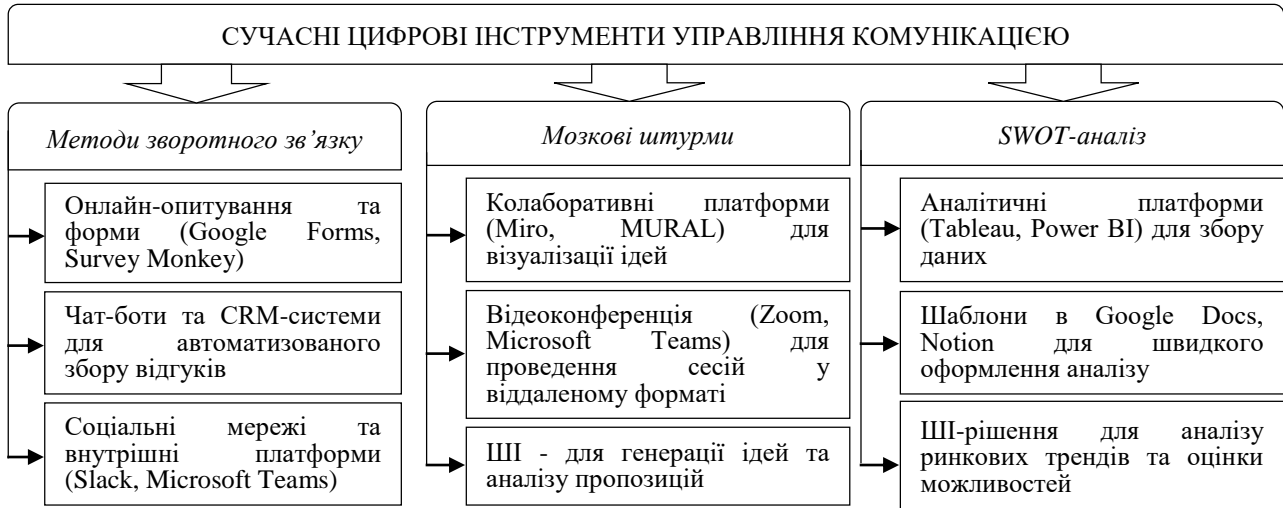 СУЧАСНІ ЦИФРОВІ ІНСТРУМЕНТИ УПРАВЛІННЯ КОМУНІКАЦІЄЮ
Методи зворотного зв’язку
Онлайн-опитування та
форми (Google Forms,
Survey Monkey)
Чат-боти та CRM-системи
для автоматизованого
збору відгуків
Соціальні мережі та
внутрішні платформи
(Slack, Microsoft Teams)
Мозкові штурми
Колаборативні платформи
(Miro, MURAL) для
візуалізації ідей
Відеоконференція (Zoom,
Microsoft Teams) для
проведення сесій у
віддаленому форматі
ШІ - для генерації ідей та
аналізу пропозицій
SWOT-аналіз
Аналітичні платформи
(Tableau, Power BI) для збору
даних
Шаблони в Google Docs,
Notion для швидкого
оформлення аналізу
ШІ-рішення для аналізу
ринкових трендів та оцінки
можливостей